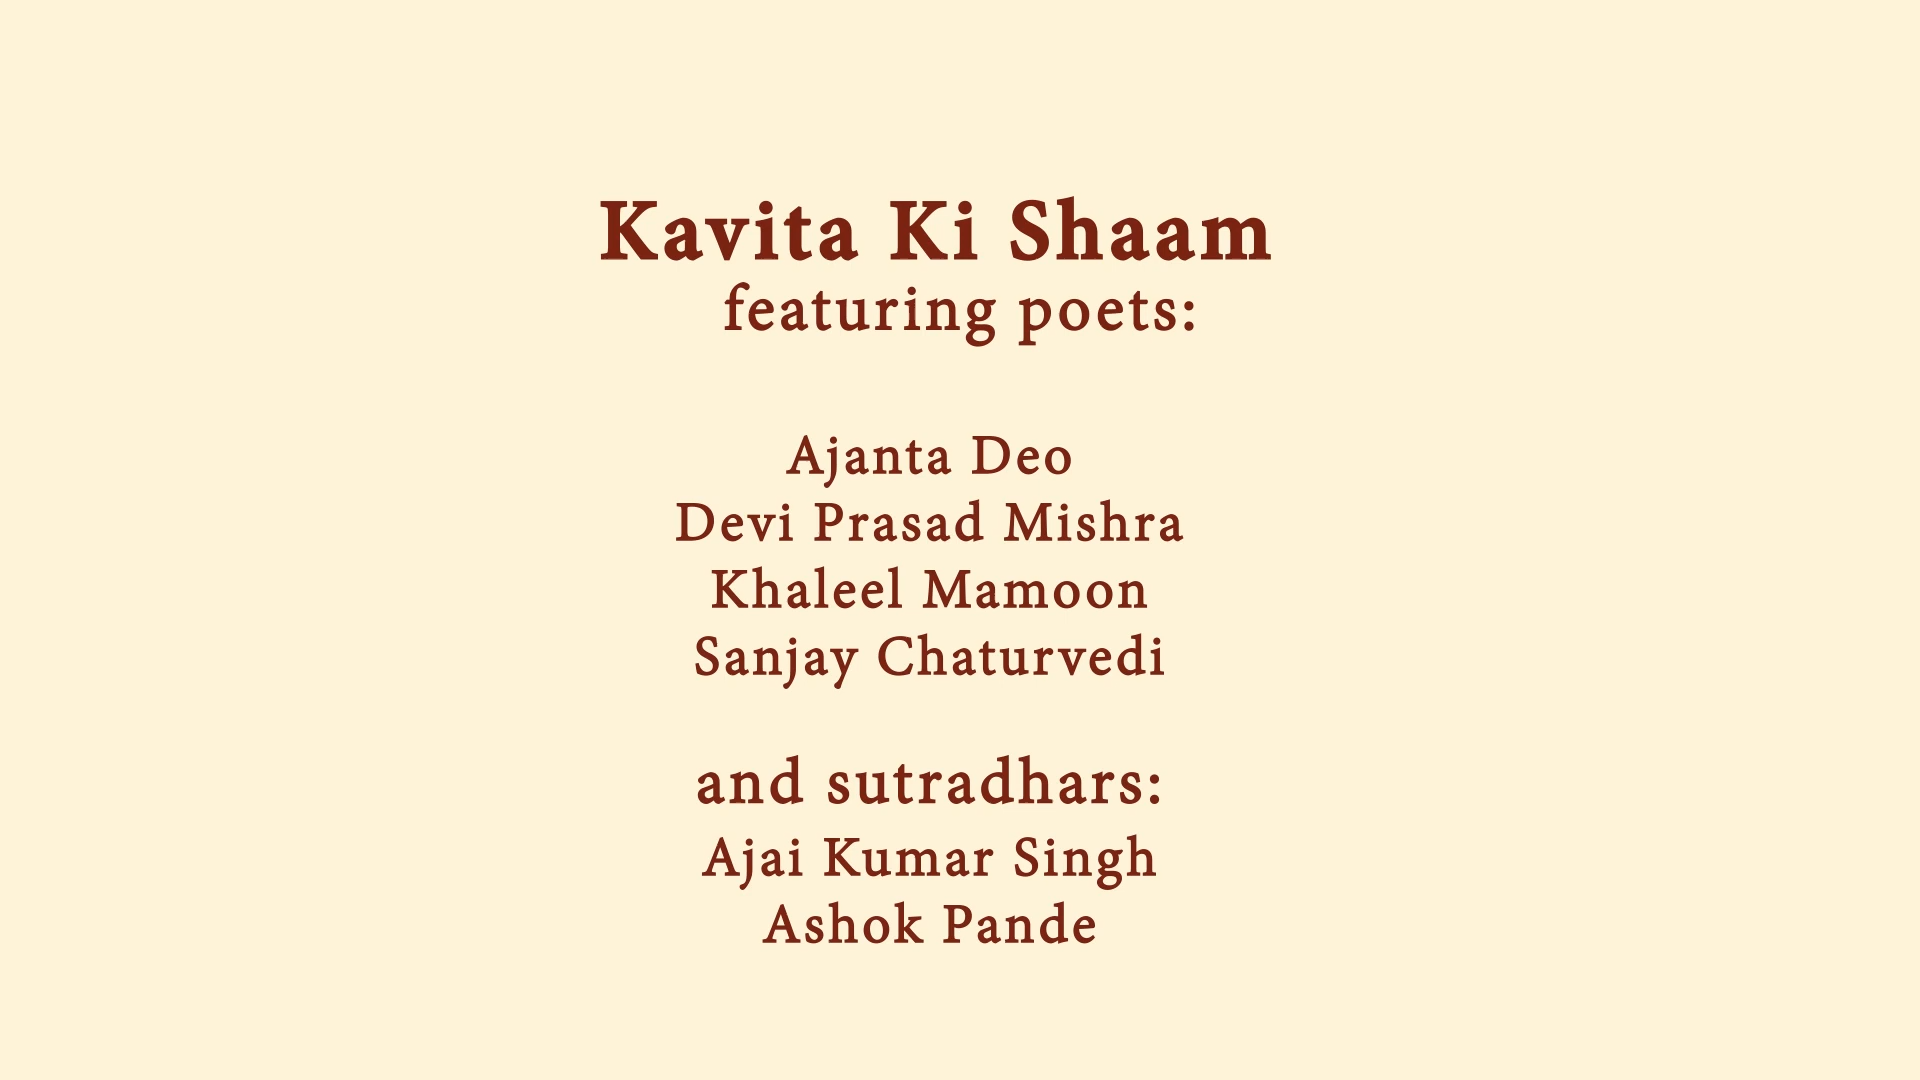 Kavita Ki Shaam
featuring poets:
Ajanta Deo
Devi Prasad Mishra
Khaleel Mamoon
Sanjay Chaturvedi
and sutradhars:
Ajai Kumar Singh
Ashok Pande